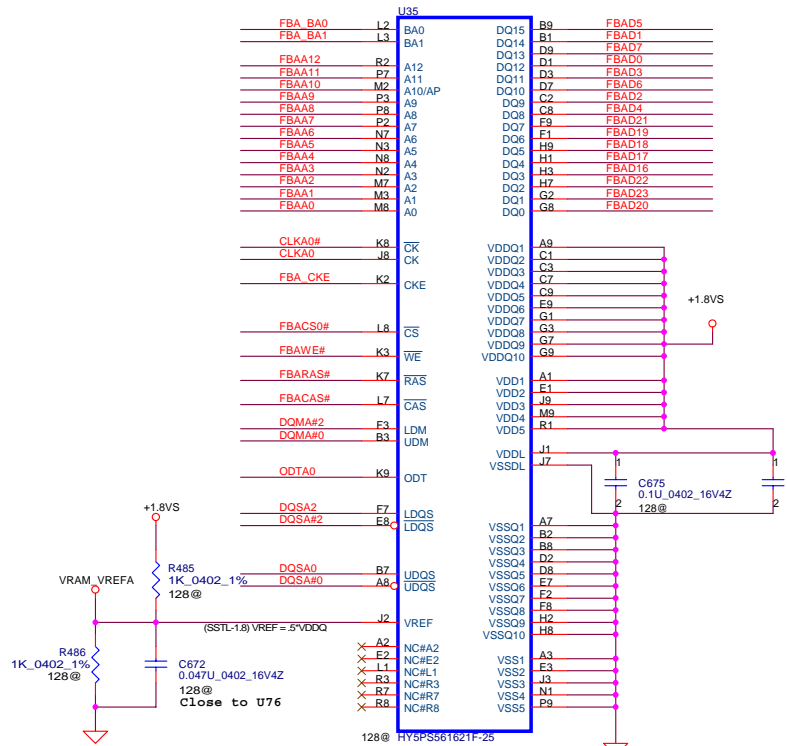 U35
FBA_BA0 L2 BA0 DQ15 B9 FBAD5
FBA_BA1 L3 BA1 DQ14 B1 FBAD1
DQ13 D9 FBAD7
FBAA12 R2 A12 DQ12 D1 FBAD0
FBAA11 P7 A11 DQ11 D3 FBAD3
FBAA10 M2 A10/AP DQ10 D7 FBAD6
FBAA9 P3 A9 DQ9 C2 FBAD2
FBAA8 P8 A8 DQ8 C8 FBAD4
FBAA7 P2 A7 DQ7 F9 FBAD21
FBAA6 N7 A6 DQ6 F1 FBAD19
FBAA5 N3 A5 DQ5 H9 FBAD18
FBAA4 N8 A4 DQ4 H1 FBAD17
FBAA3 N2 A3 DQ3 H3 FBAD16
FBAA2 M7 A2 DQ2 H7 FBAD22
FBAA1 M3 A1 DQ1 G2 FBAD23
FBAA0 M8 A0 DQ0 G8 FBAD20
CLKA0# K8 CK VDDQ1 A9
CLKA0 J8 CK VDDQ2 C1
VDDQ3 C3
FBA_CKE K2 CKE VDDQ4 C7
VDDQ5 C9
VDDQ6 E9
+1.8VS
VDDQ7 G1
FBACS0# L8 CS VDDQ8 G3
VDDQ9 G7
FBAWE# K3 WE VDDQ10 G9
FBARAS# K7 RAS VDD1 A1
VDD2 E1
FBACAS# L7 CAS VDD3 J9
VDD4 M9
DQMA#2 F3 LDM VDD5 R1
DQMA#0 B3 UDM
VDDL J1
VSSDL J7
ODTA0 K9 ODT
1 1
C675
0.1U_0402_16V4Z
2 2
128@
DQSA2 F7 LDQS
DQSA#2 E8 LDQS VSSQ1 A7
VSSQ2 B2
VSSQ3 B8
VSSQ4 D2
DQSA0 B7 UDQS VSSQ5 D8
DQSA#0 A8 UDQS VSSQ6 E7
VSSQ7 F2
VSSQ8 F8
J2 VREF VSSQ9 H2
VSSQ10 H8
+1.8VS
R485
1K_0402_1%
128@
VRAM_VREFA
(SSTL-1.8) VREF = .5*VDDQ
A2 NC#A2 VSS1 A3
E2 NC#E2 VSS2 E3
L1 NC#L1 VSS3 J3
R3 NC#R3 VSS4 N1
R7 NC#R7 VSS5 P9
R8 NC#R8
R486
1K_0402_1%
128@
C672
0.047U_0402_16V4Z
128@
Close to U76
128@ HY5PS561621F-25